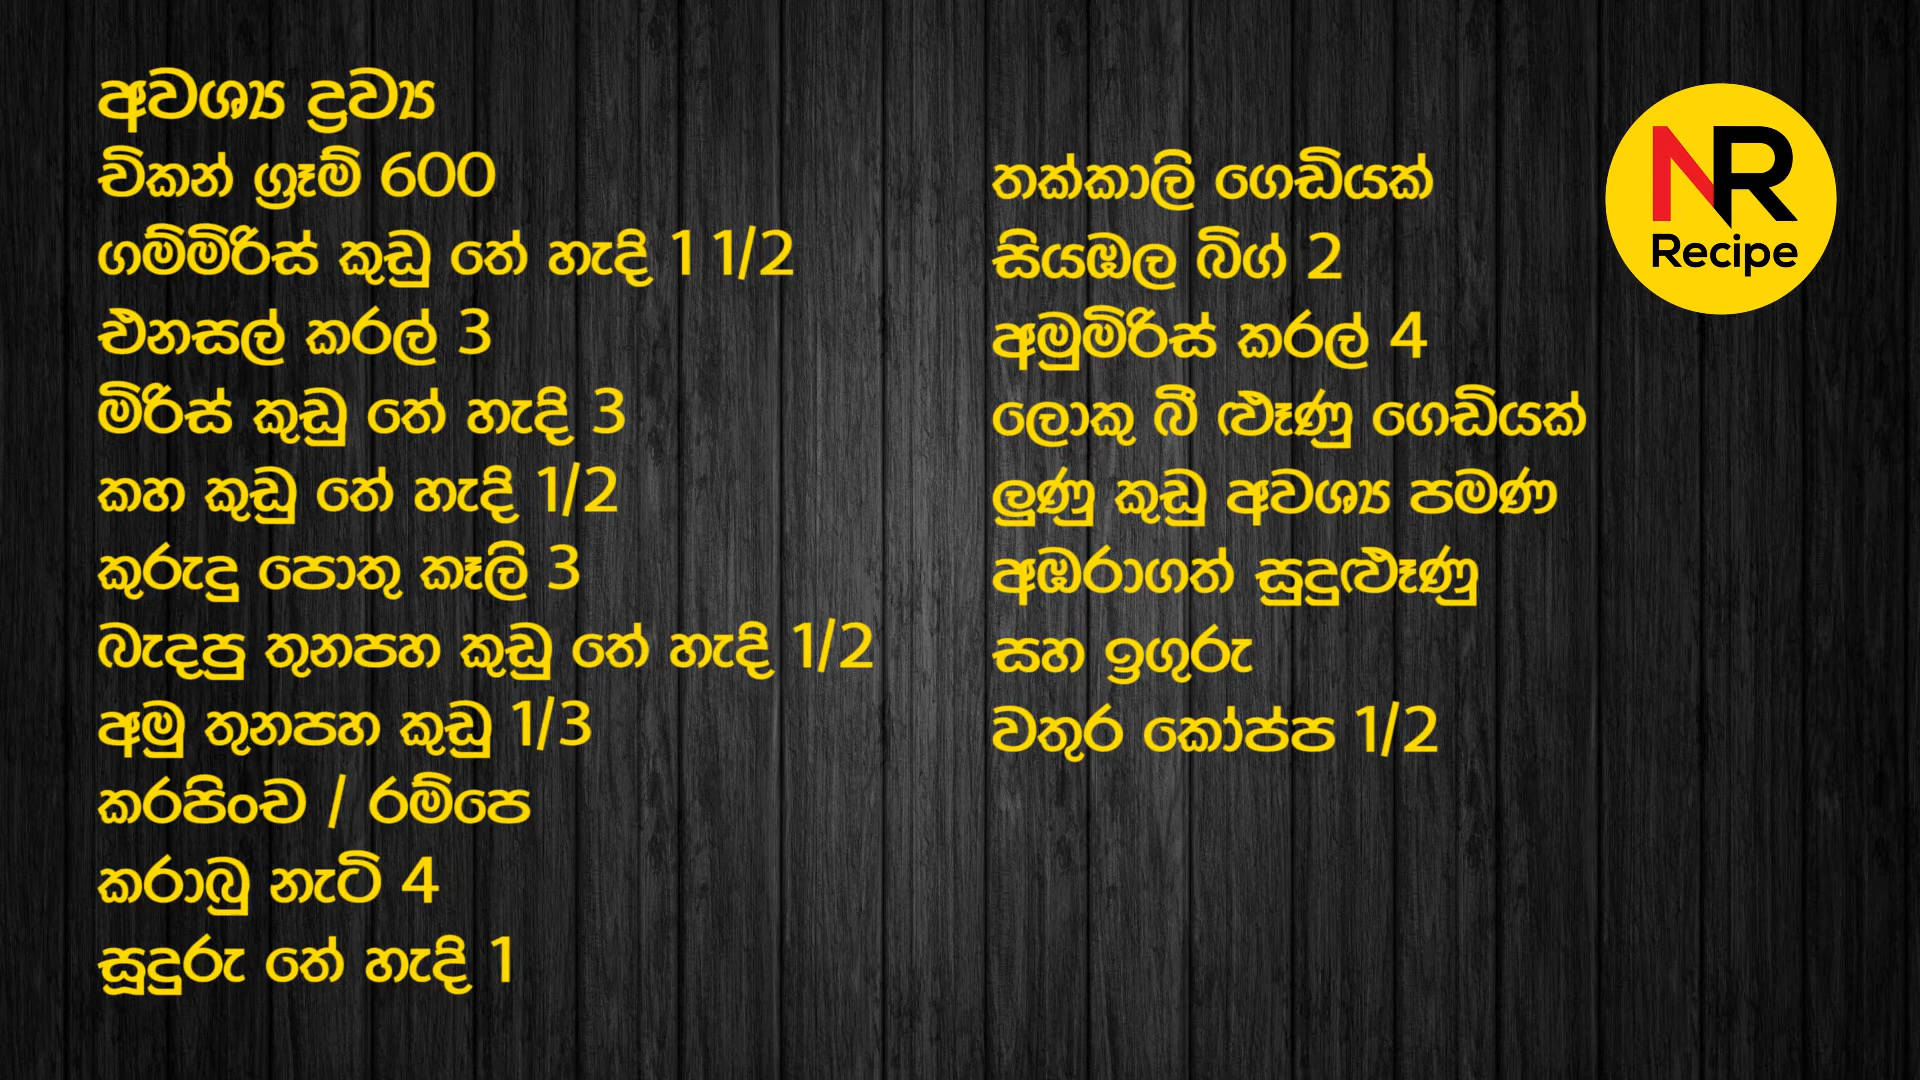 අවශ්‍ය ද්‍රව්‍ය
චිකන් ග්‍රෑම් 600
ගම්මිරිස් කුඩු තේ හැදි 1 1/2
එනසල් කරල් 3
මිරිස් කුඩු තේ හැදි 3
කහ කුඩු තේ හැදි 1/2
කුරුදු පොතු කෑලි 3
බැදපු තුනපහ කුඩු තේ හැදි 1/2
අමු තුනපහ කුඩු 1/3
කරපිංච / රම්පෙ
කරාබු නැටි 4
සූදුරු තේ හැදි 1
තක්කාලි ගෙඩියක්
සියඹල බිග් 2
අමුමිරිස් කරල් 4
ලොකු බී ළූෑණු ගෙඩියක්
ලුණු කුඩු අවශ්‍ය පමණ
අඹරාගත් සුදුළූෑණු
සහ ඉගුරු
වතුර කෝප්ප 1/2
NR
Recipe